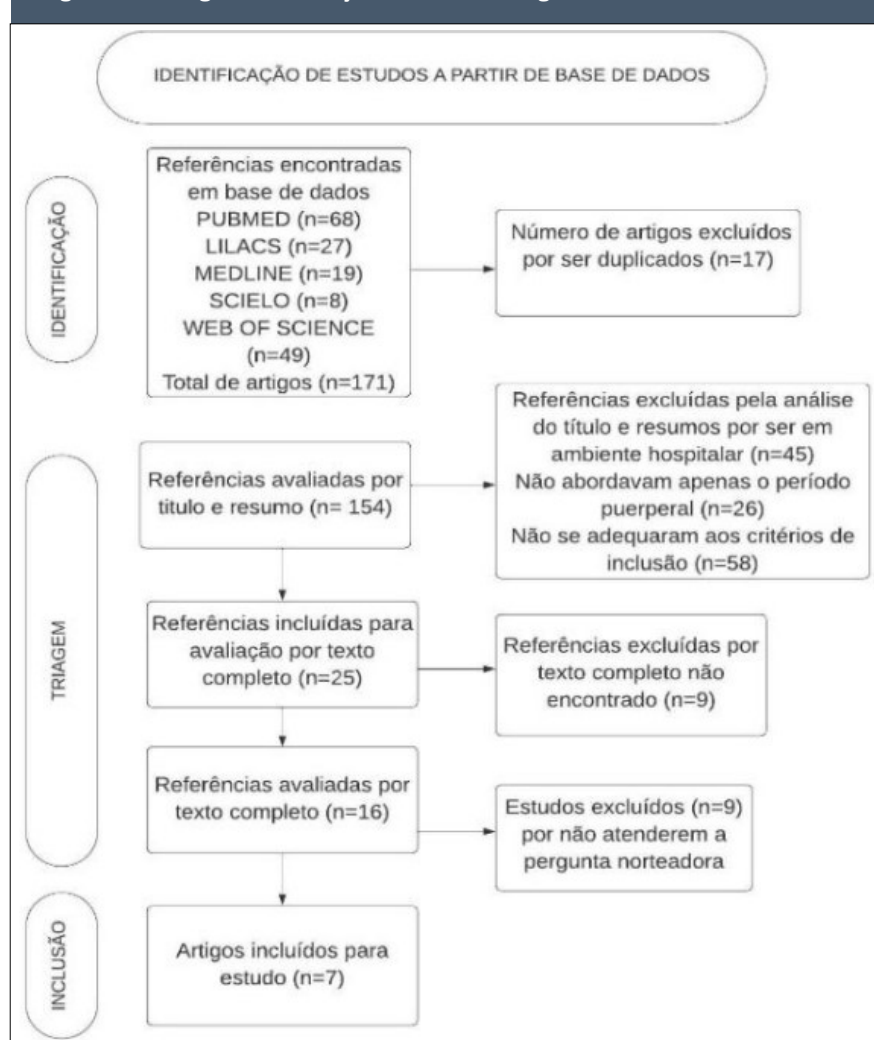 IDENTIFICAÇÃO DE ESTUDOS A PARTIR DE BASE DE DADOS
IDENTIFICAÇÃO
Referências encontradas
em base de dados
PUBMED (n=68)
LILACS (n=27)
MEDLINE (n=19)
SCIELO (n=8)
WEB OF SCIENCE
(n=49)
Total de artigos (n=171)
Número de artigos excluídos
por ser duplicados (n=17)
TRIAGEM
Referências avaliadas por
titulo e resumo (n= 154)
Referências excluídas pela análise
do título e resumos por ser em
ambiente hospitalar (n=45)
Não abordavam apenas o período
puerperal (n=26)
Não se adequaram aos critérios de
inclusão (n=58)
Referências incluídas para
avaliação por texto
completo (n=25)
Referências excluídas por
texto completo não
encontrado (n=9)
Referências avaliadas por
texto completo (n=16)
Estudos excluídos (n=9)
por não atenderem a
pergunta norteadora
INCLUSÃO
Artigos incluídos para
estudo (n=7)